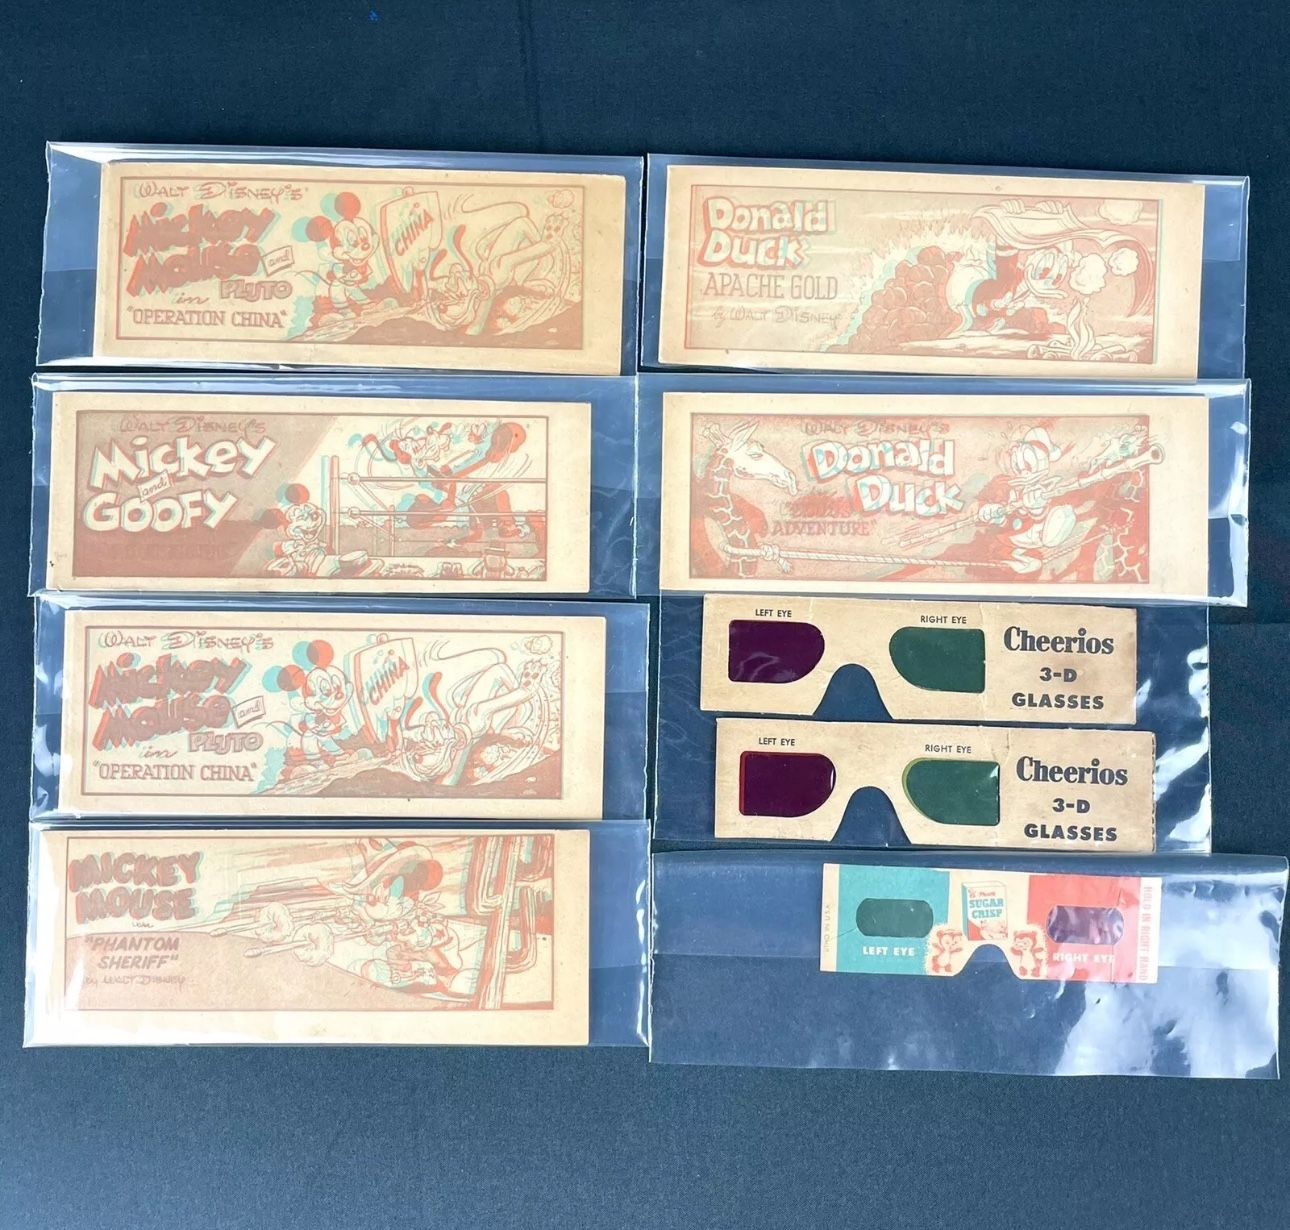 WALT DISNEY'S
Mickey
Mouse and
in PLUTO
"OPERATION CHINA"
CHINA
Donald
Duck
APACHE GOLD
by WALT DISNEY
WALT DISNEY'S
Mickey
and
GOOFY
WALT DISNEY'S
Donald
Duck
ADVENTURE"
WALT DISNEY'S
Mickey
Mouse and
in PLUTO
"OPERATION CHINA"
CHINA
LEFT EYE
RIGHT EYE
Cheerios
3-D
GLASSES
LEFT EYE
RIGHT EYE
Cheerios
3-D
GLASSES
MICKEY
MOUSE
in
"PHANTOM
SHERIFF"
by WALT DISNEY
SUGAR
CRISP
LEFT EYE
RIGHT EYE
HOLD IN RIGHT HAND